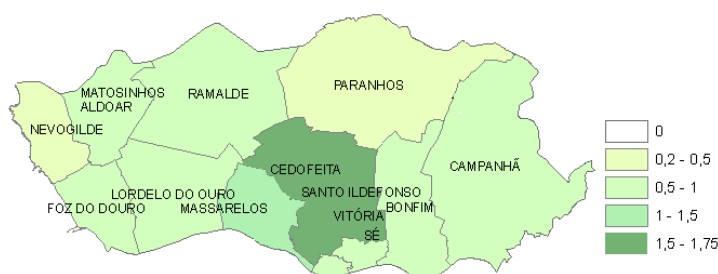 PARANHOS
MATOSINHOS
RAMALDE
ALDOAR
NEVOGILDE
CEDOFEITA
CAMPANHÃ
LORDELO DO OURO
SANTO ILDEFONSO
FOZ DO DOURO
MASSARELOS
BONFIM
VITÓRIA
SÉ
0
0,2 - 0,5
0,5 - 1
1 - 1,5
1,5 - 1,75